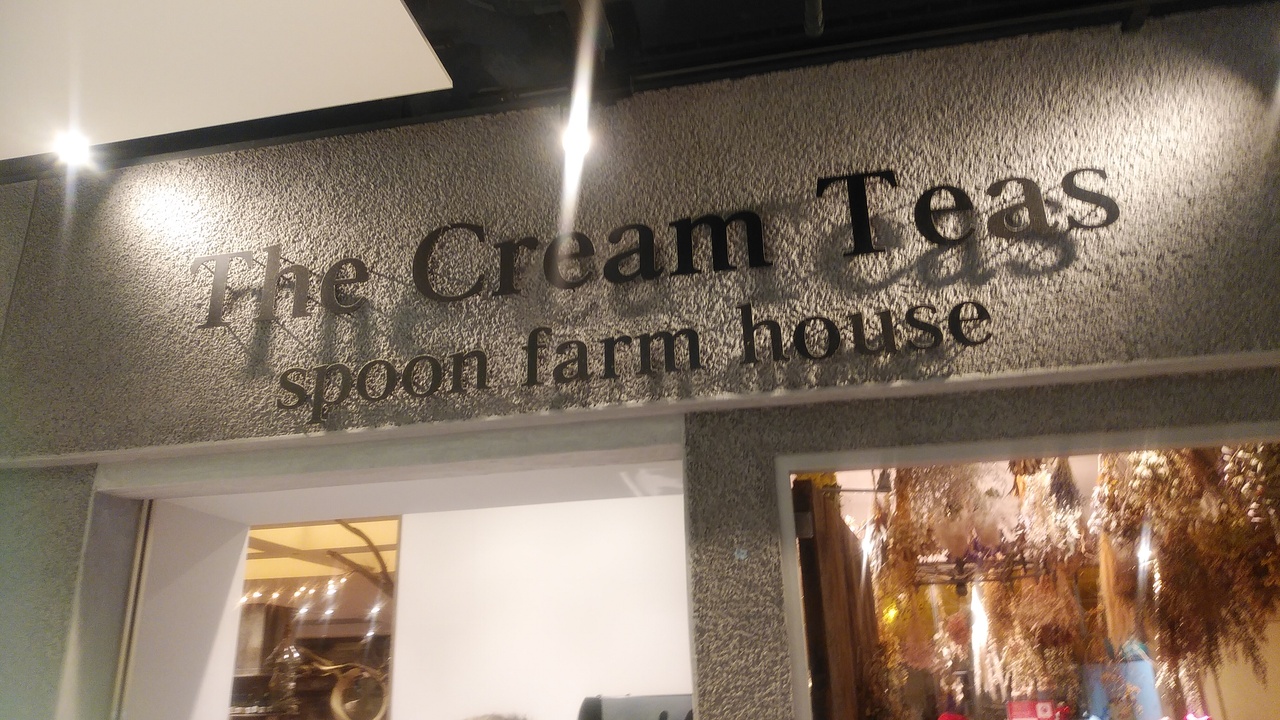 The Cream Teas
spoon farm house